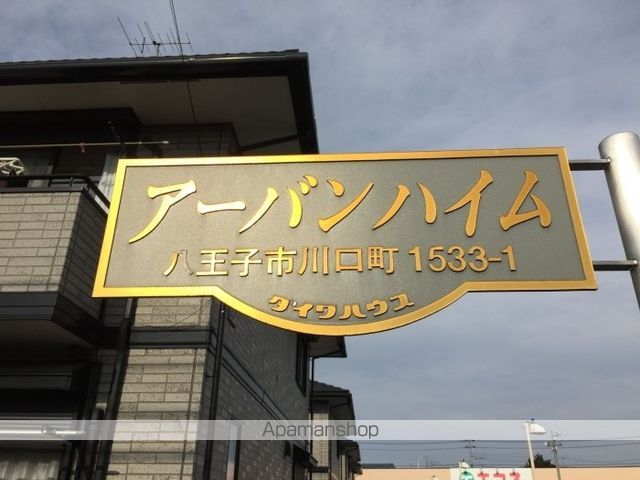 アーバンハイム
八王子市川口町 1533-1
ダイワハウス
Apamanshop